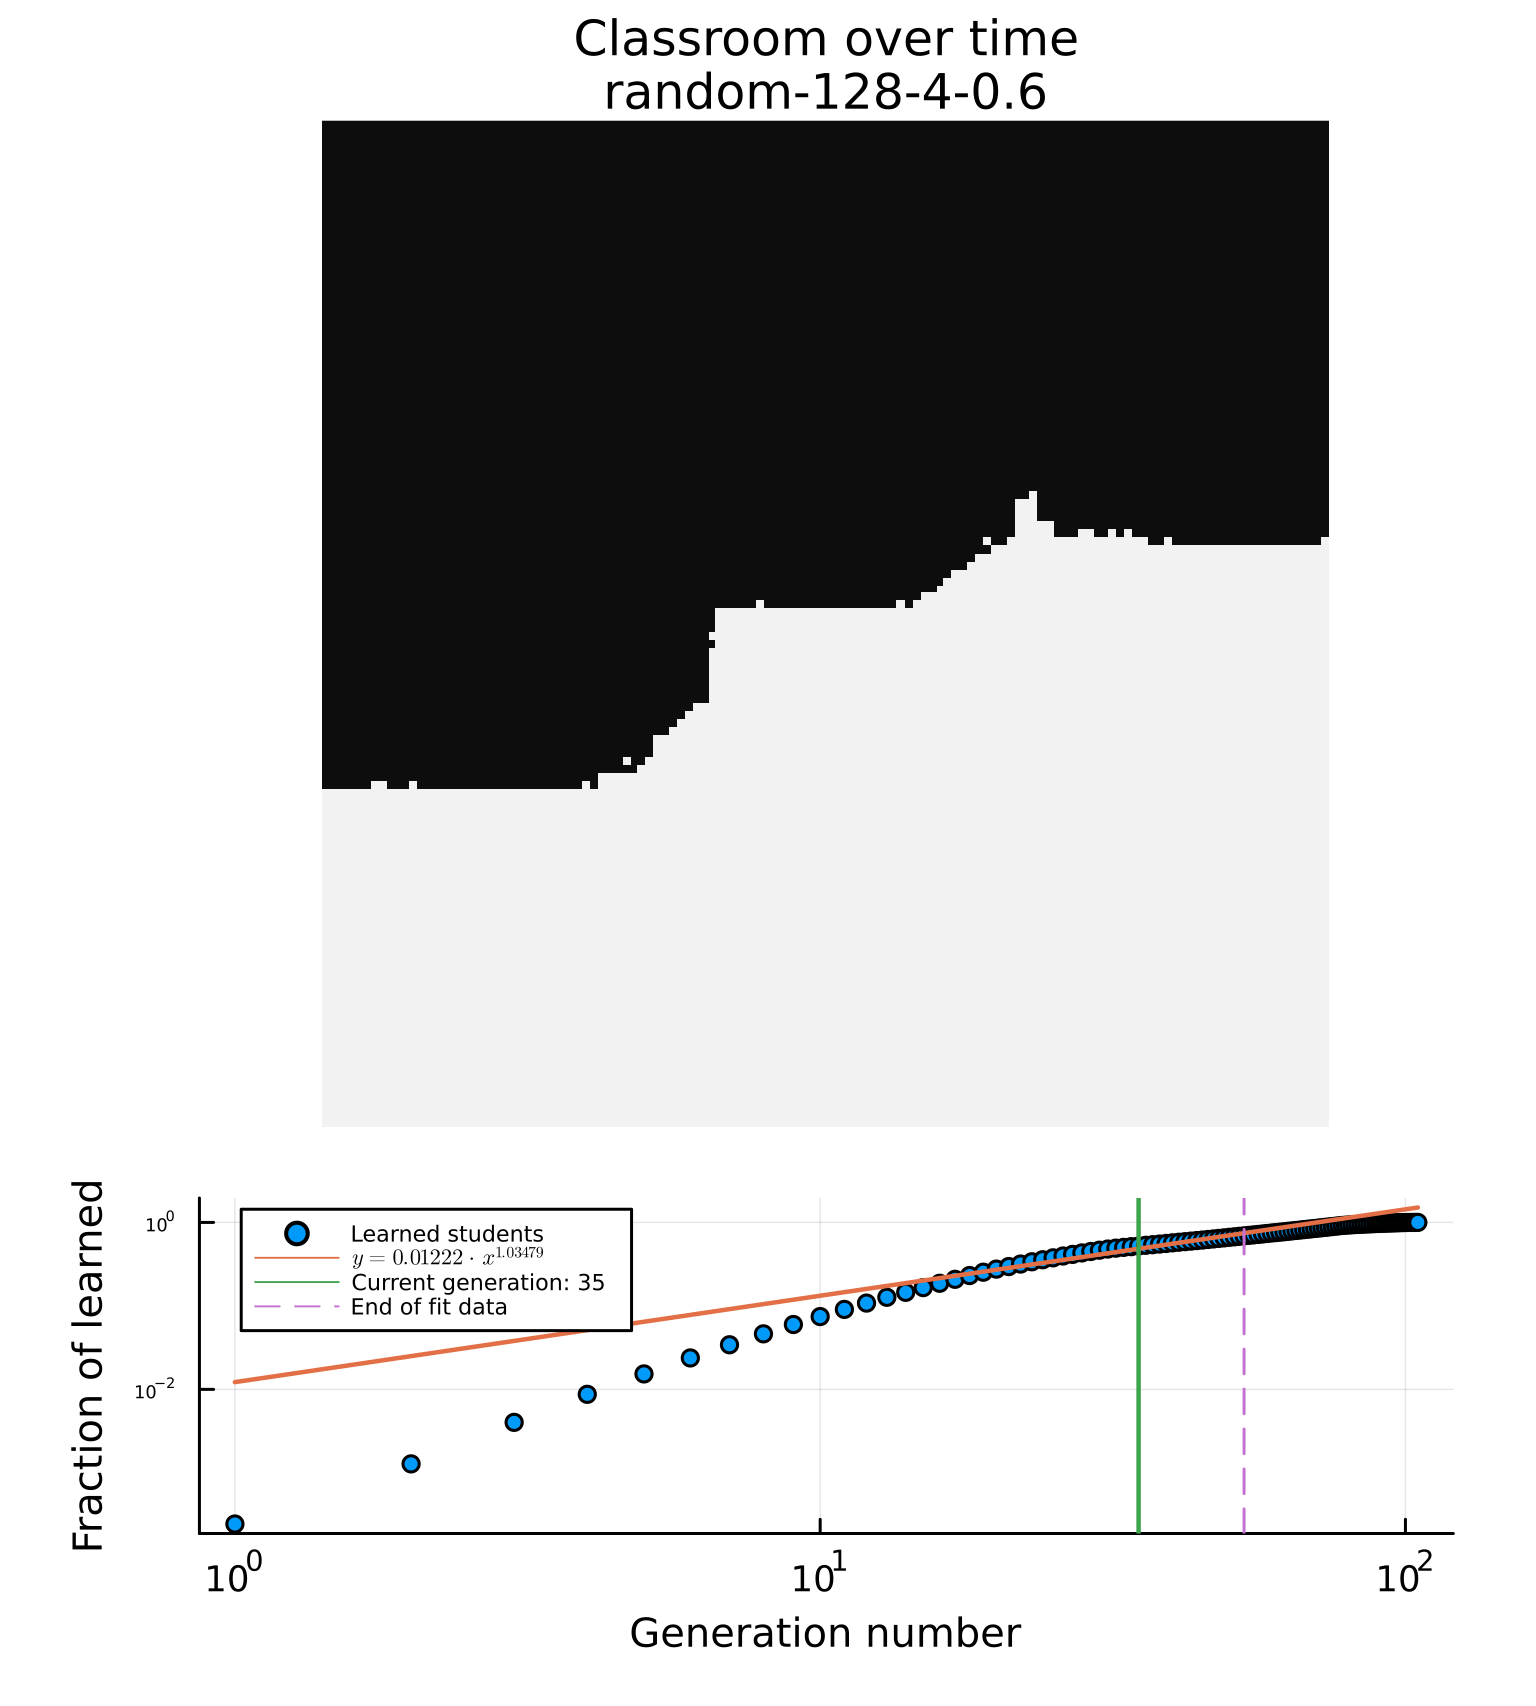 Classroom over time
random-128-4-0.6
Fraction of learned
10^0
10^-2
Learned students
y = 0.01222 · x^1.03479
Current generation: 35
End of fit data
10^0
10^1
10^2
Generation number